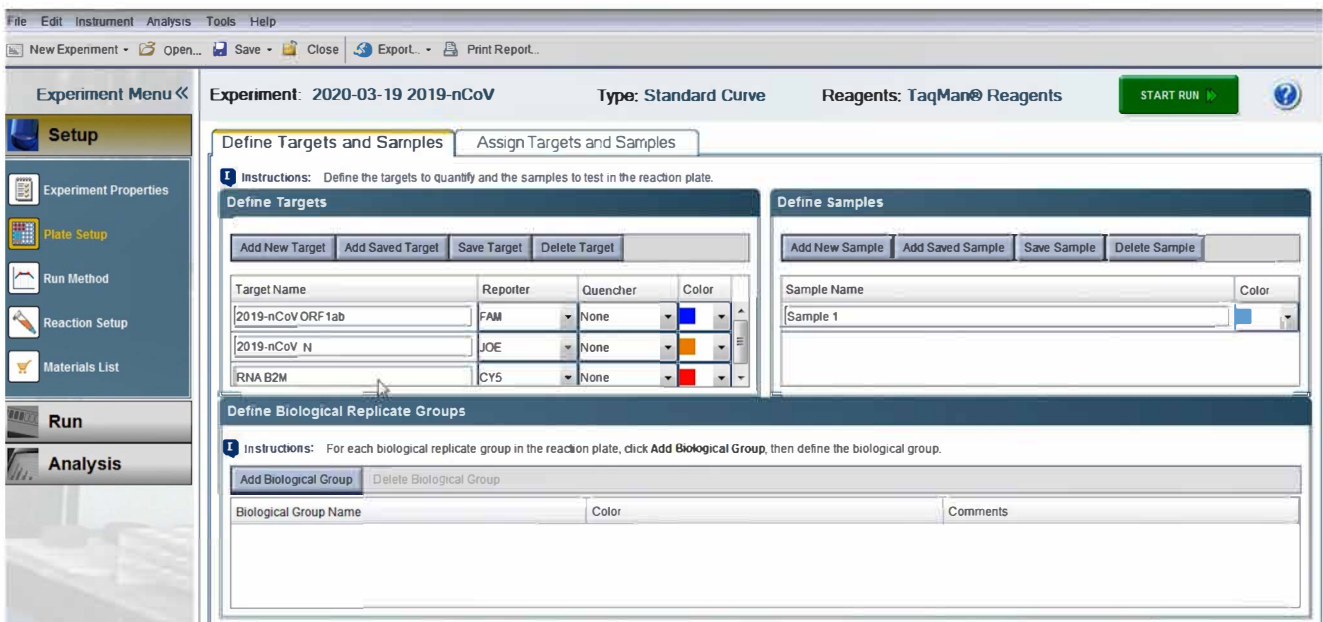 File Edit Instrument Analysis Tools Help
New Experiment Open... Save Close Export... Print Report...
Experiment Menu «
Experiment: 2020-03-19 2019-nCoV Type: Standard Curve Reagents: TaqMan® Reagents START RUN
Setup
Define Targets and Samples Assign Targets and Samples
Instructions: Define the targets to quantify and the samples to test in the reaction plate.
Experiment Properties
Plate Setup
Run Method
Reaction Setup
Materials List
Run
Analysis
Define Targets
Add New Target Add Saved Target Save Target Delete Target
Target Name Reporter Quencher Color
2019-nCoV ORF1ab FAM None
2019-nCoV N JOE None
RNA B2M CY5 None
Define Samples
Add New Sample Add Saved Sample Save Sample Delete Sample
Sample Name Color
Sample 1
Define Biological Replicate Groups
Instructions: For each biological replicate group in the reaction plate, click Add Biological Group, then define the biological group.
Add Biological Group Delete Biological Group
Biological Group Name Color Comments